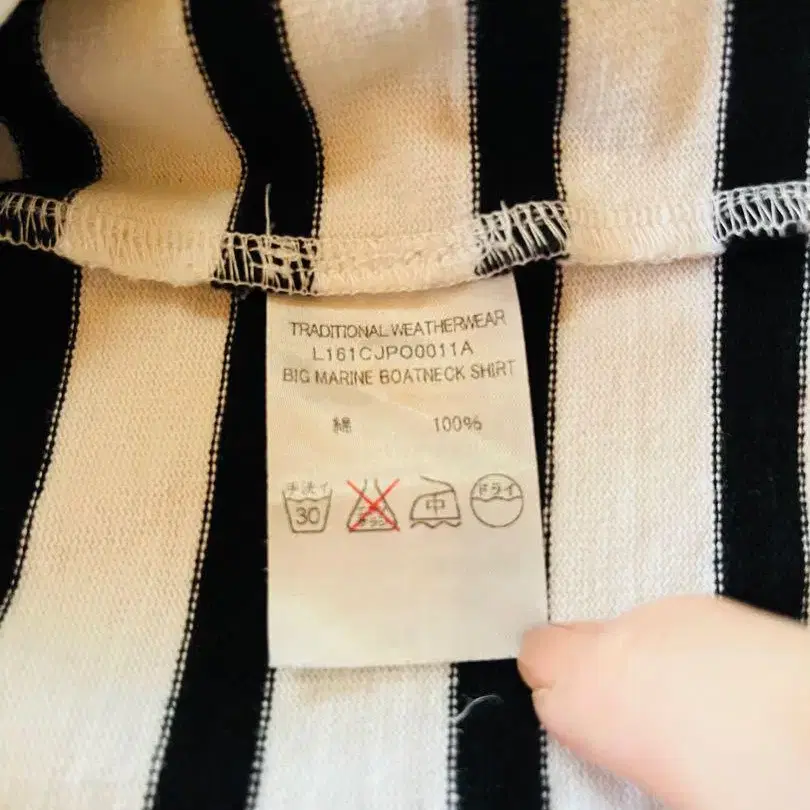 TRADITIONAL WEATHERWEAR
L161CJPO0011A
BIG MARINE BOATNECK SHIRT
綿 100%
手洗イ 30 中 ドライ